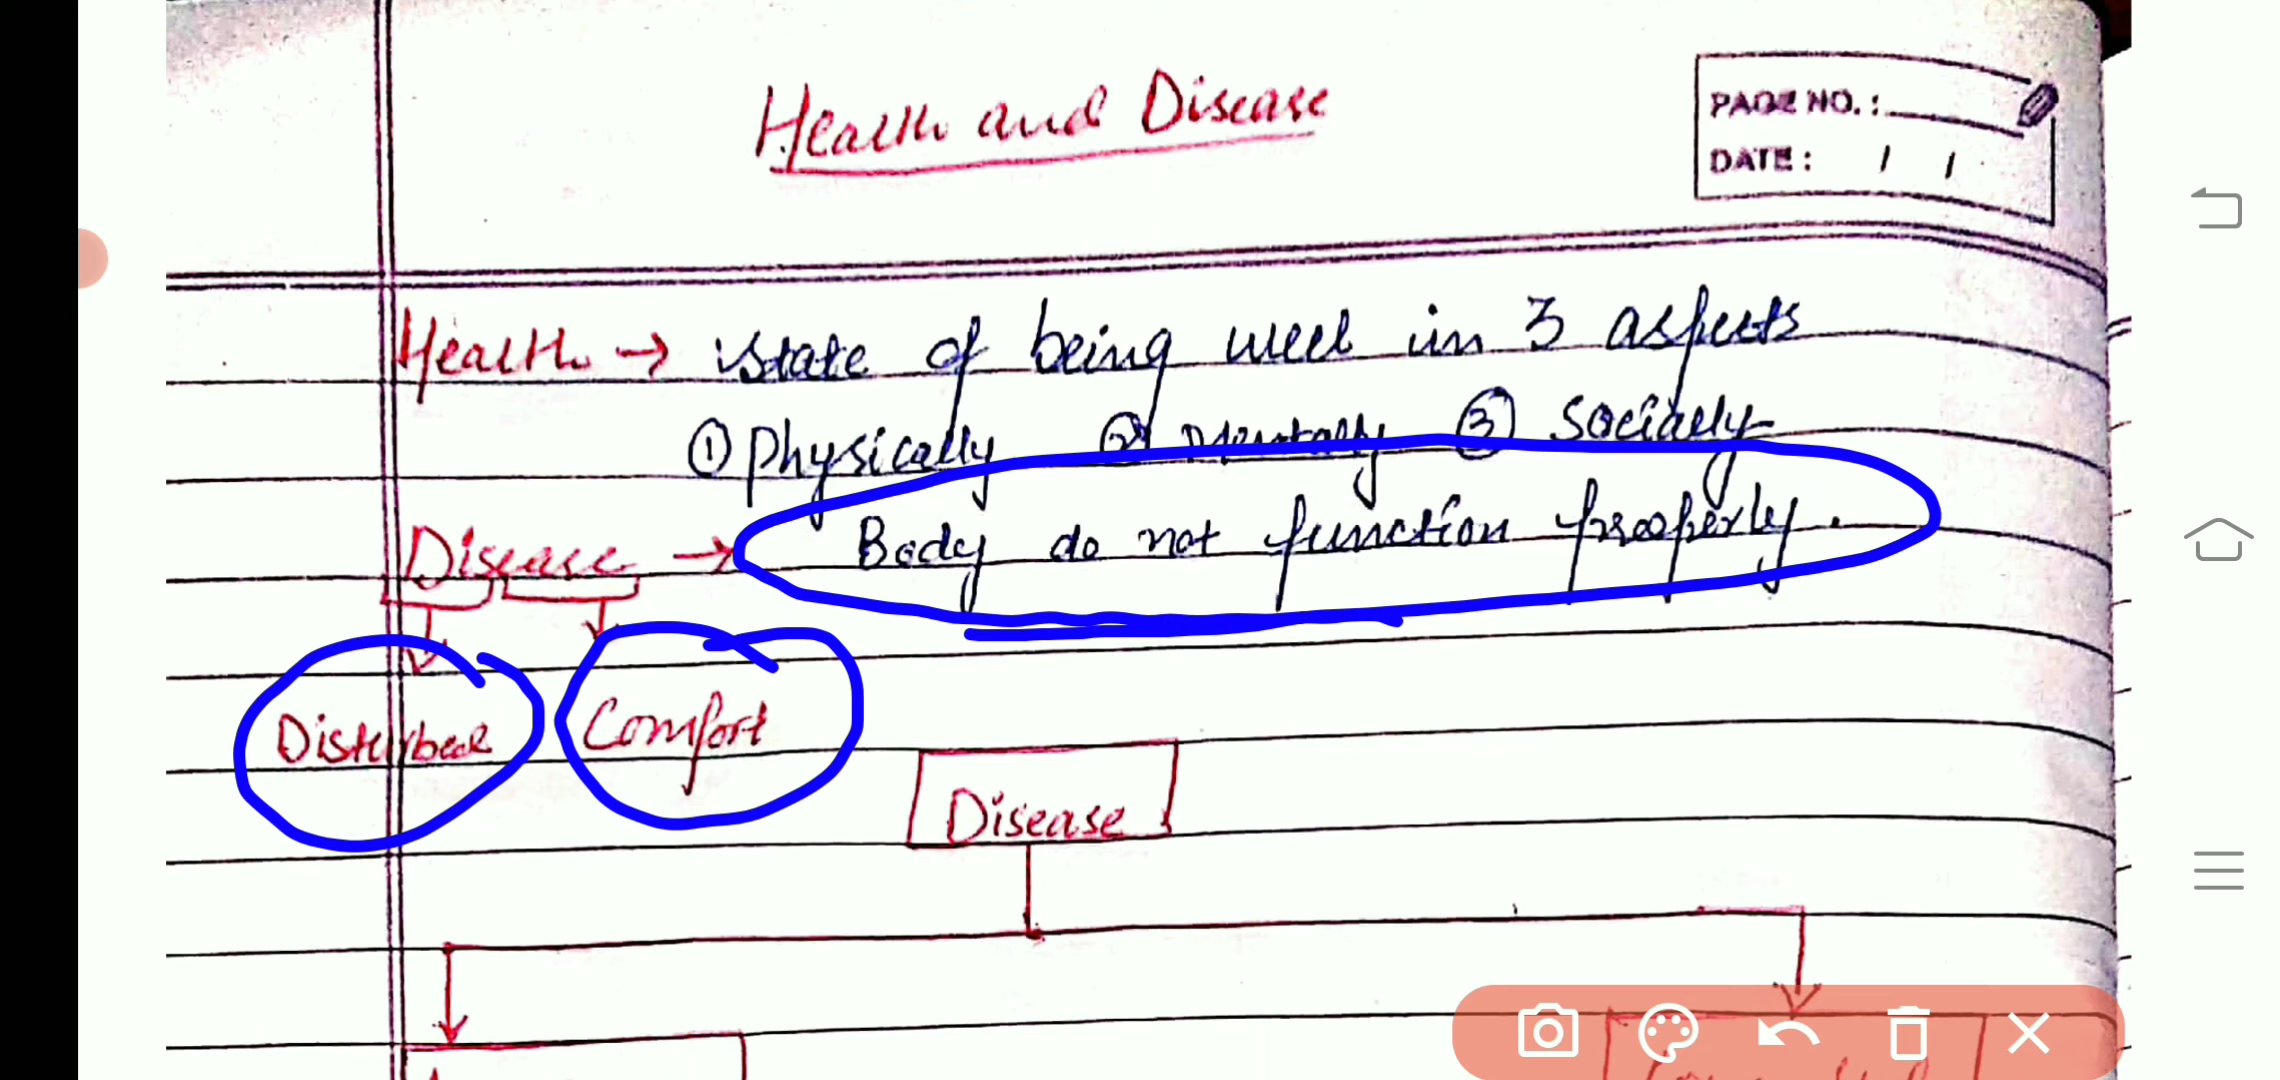 Health and Disease
PAGE NO.:
DATE: / /
Health → state of being well in 3 aspects
① Physically ② Mentally ③ Socially
Disease → Body do not function properly.
Disturbed Comfort
Disease